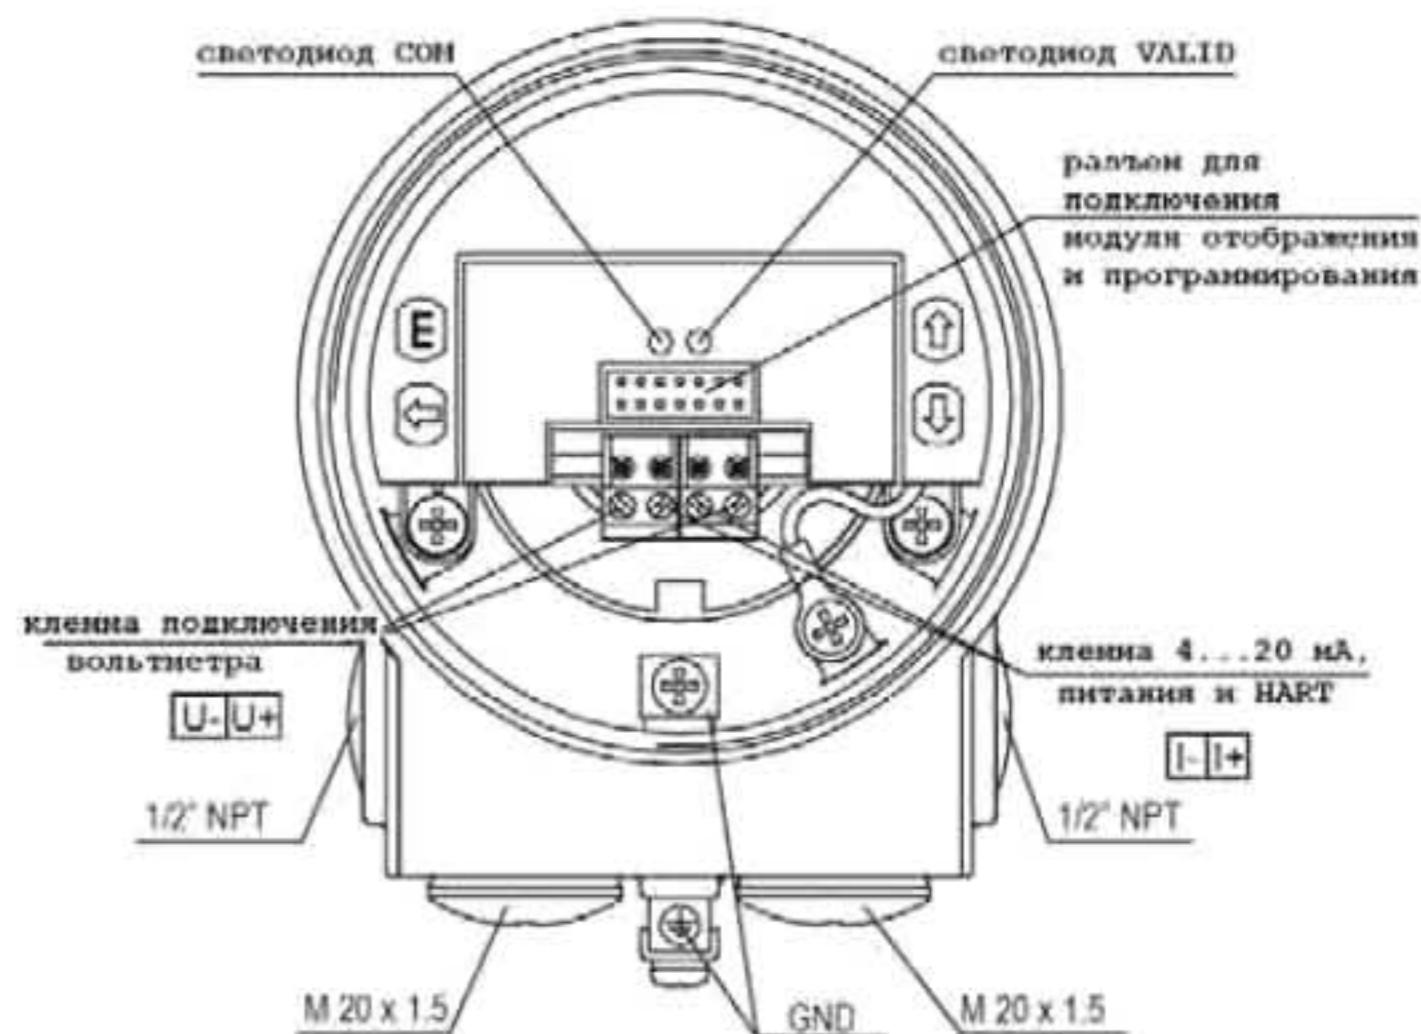 светодиод COM
светодиод VALID
разъем для
подключения
модуля отображения
и программирования
E
клемма подключения
вольтметра
U- U+
клемма 4...20 мА,
питания и HART
I- I+
1/2" NPT
1/2" NPT
M 20 x 1.5
GND
M 20 x 1.5